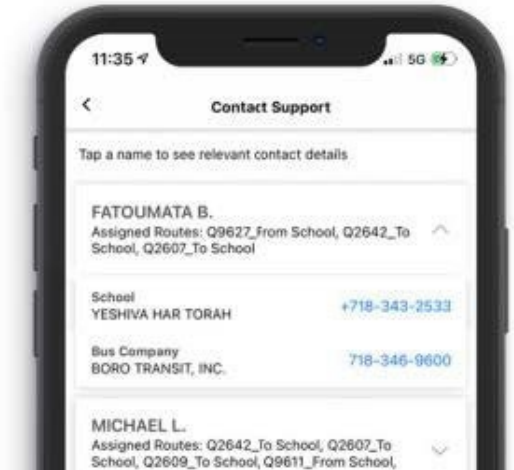 11:35
5G
Contact Support
Tap a name to see relevant contact details
FATOUMATA B.
Assigned Routes: Q9627_From School, Q2642_To
School, Q2607_To School
School
YESHIVA HAR TORAH
+718-343-2533
Bus Company
BORO TRANSIT, INC.
718-346-9600
MICHAEL L.
Assigned Routes: Q2642_To School, Q2607_To
School, Q2609_To School, Q9611_From School,